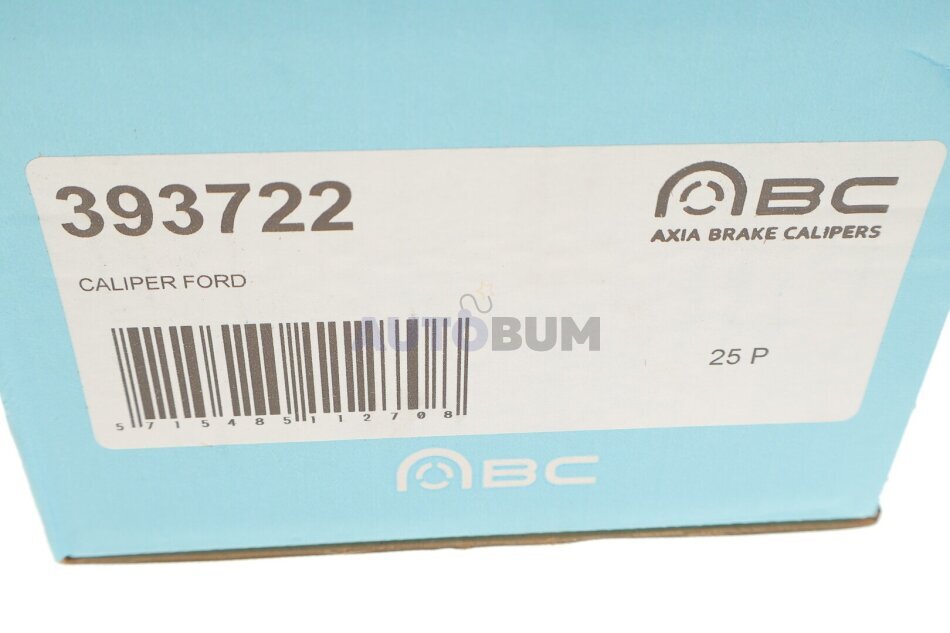 393722
ABC
AXIA BRAKE CALIPERS
CALIPER FORD
AUTOBUM
25 P
5715485112708
ABC